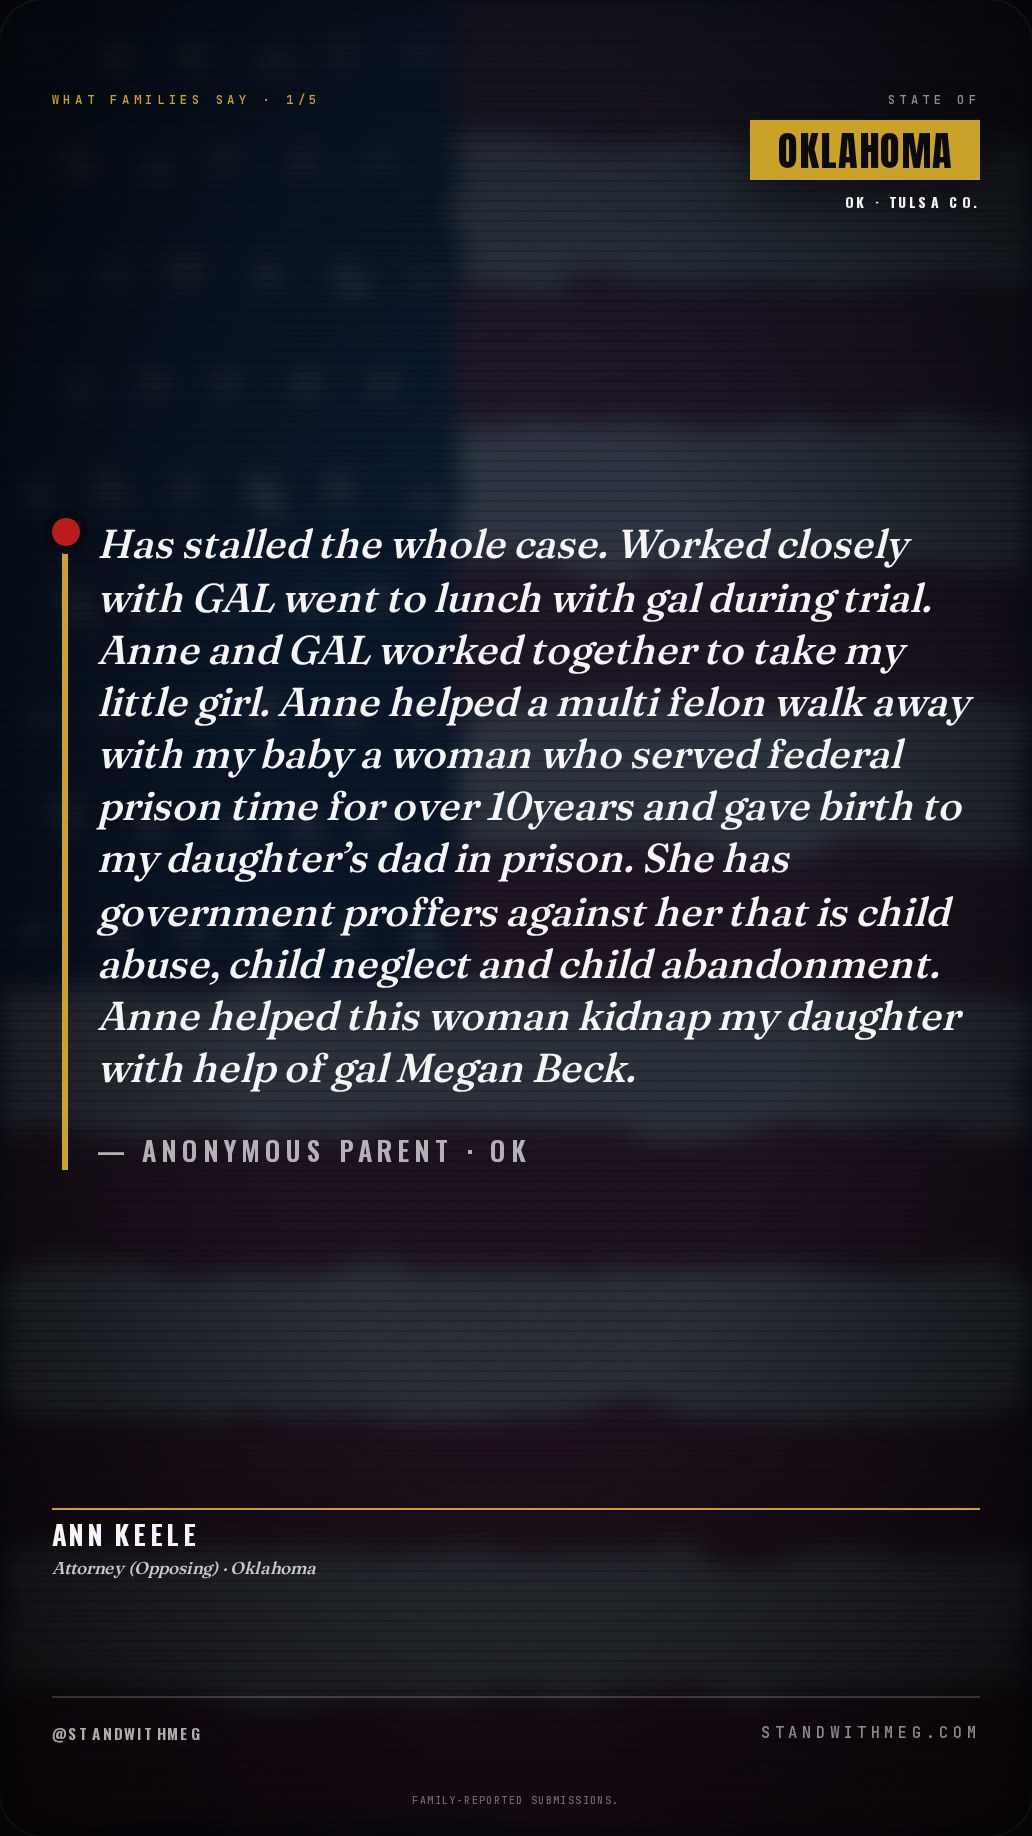 WHAT FAMILIES SAY · 1/5
STATE OF
OKLAHOMA
OK · TULSA CO.
Has stalled the whole case. Worked closely
with GAL went to lunch with gal during trial.
Anne and GAL worked together to take my
little girl. Anne helped a multi felon walk away
with my baby a woman who served federal
prison time for over 10years and gave birth to
my daughter’s dad in prison. She has
government proffers against her that is child
abuse, child neglect and child abandonment.
Anne helped this woman kidnap my daughter
with help of gal Megan Beck.
— ANONYMOUS PARENT · OK
ANN KEELE
Attorney (Opposing) · Oklahoma
@STANDWITHMEG
STANDWITHMEG.COM
FAMILY-REPORTED SUBMISSIONS.